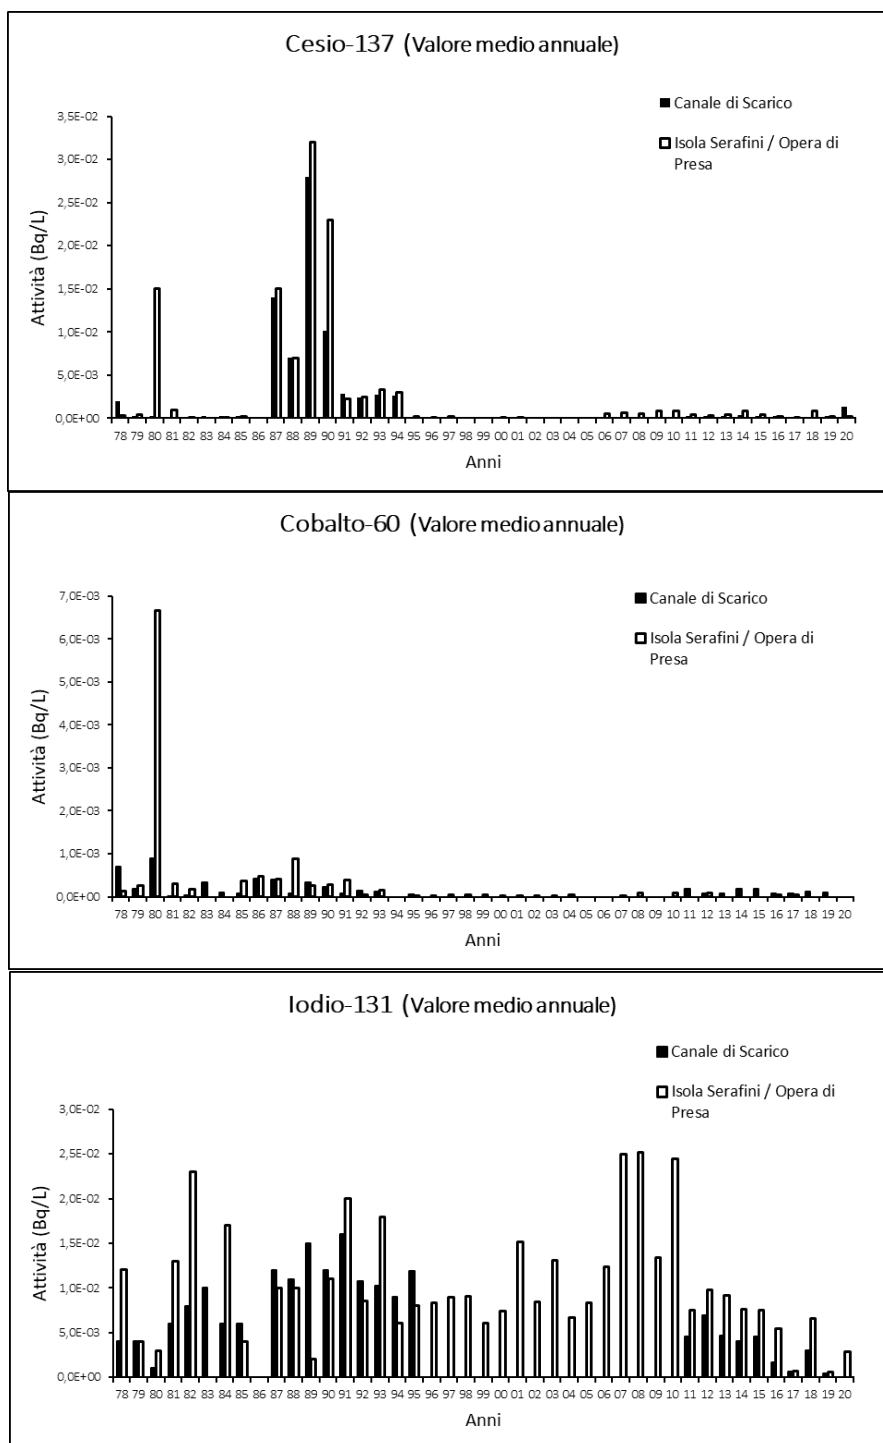 Cesio-137 (Valore medio annuale)
Canale di Scarico
Isola Serafini / Opera di
Presa
Attività (Bq/L)
3,5E-02
3,0E-02
2,5E-02
2,0E-02
1,5E-02
1,0E-02
5,0E-03
0,0E+00
78 79 80 81 82 83 84 85 86 87 88 89 90 91 92 93 94 95 96 97 98 99 00 01 02 03 04 05 06 07 08 09 10 11 12 13 14 15 16 17 18 19 20
Anni
Cobalto-60 (Valore medio annuale)
Canale di Scarico
Isola Serafini / Opera di
Presa
Attività (Bq/L)
7,0E-03
6,0E-03
5,0E-03
4,0E-03
3,0E-03
2,0E-03
1,0E-03
0,0E+00
78 79 80 81 82 83 84 85 86 87 88 89 90 91 92 93 94 95 96 97 98 99 00 01 02 03 04 05 06 07 08 09 10 11 12 13 14 15 16 17 18 19 20
Anni
Iodio-131 (Valore medio annuale)
Canale di Scarico
Isola Serafini / Opera di
Presa
Attività (Bq/L)
3,0E-02
2,5E-02
2,0E-02
1,5E-02
1,0E-02
5,0E-03
0,0E+00
78 79 80 81 82 83 84 85 86 87 88 89 90 91 92 93 94 95 96 97 98 99 00 01 02 03 04 05 06 07 08 09 10 11 12 13 14 15 16 17 18 19 20
Anni